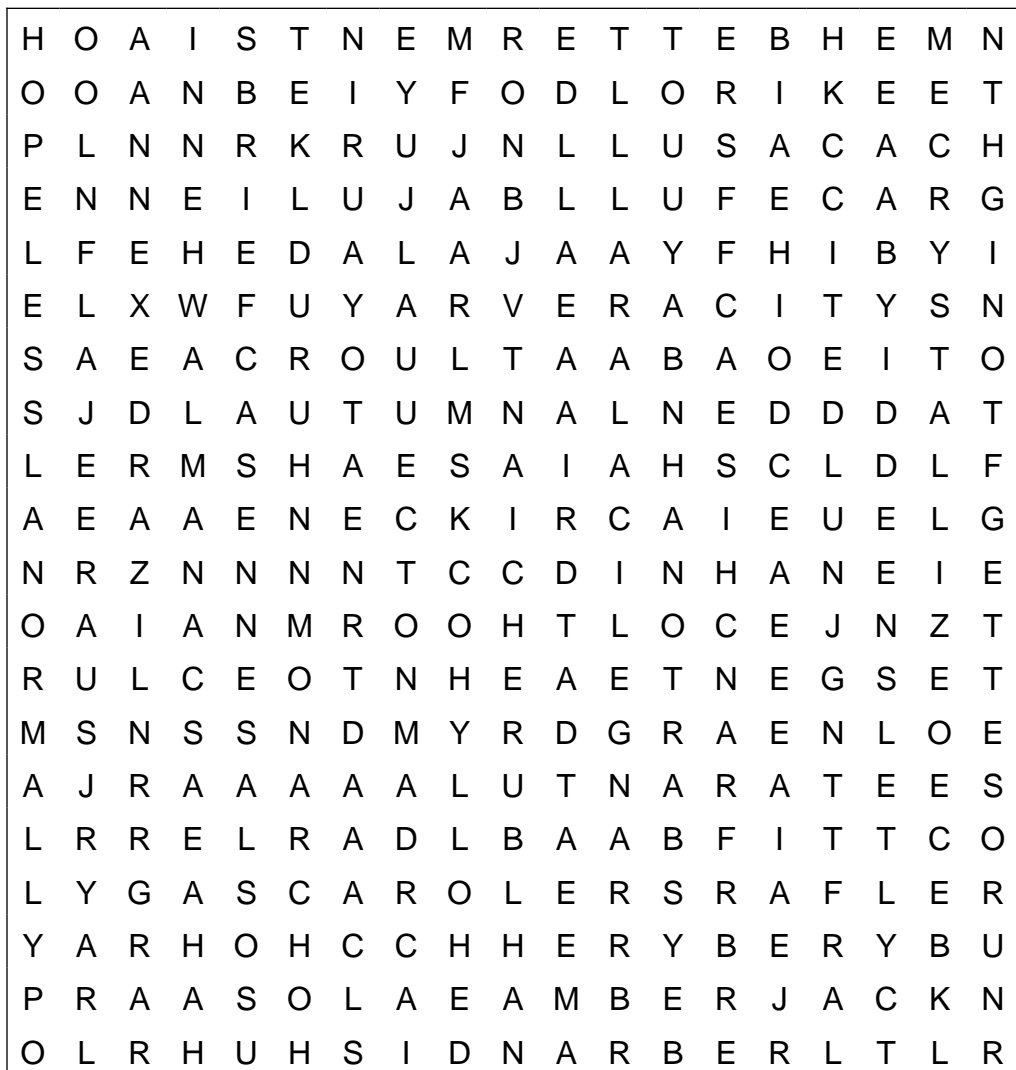 H O A I S T N E M R E T T E B H E M N
O O A N B E I Y F O D L O R I K E E T
P L N N R K R U J N L L U S A C A C H
E N N E I L U J A B L L U F E C A R G
L F E H E D A L A J A A Y F H I B Y I
E L X W F U Y A R V E R A C I T Y S N
S A E A C R O U L T A A B A O E I T O
S J D L A U T U M N A L N E D D D A T
L E R M S H A E S A I A H S C L D L F
A E A A E N E C K I R C A I E U E L G
N R Z N N N N T C C D I N H A N E I E
O A I A N M R O O H T L O C E J N Z T
R U L C E O T N H E A E T N E G S E T
M S N S S N D M Y R D G R A E N L O E
A J R A A A A A L U T N A R A T E E S
L R R E L R A D L B A A B F I T T C O
L Y G A S C A R O L E R S R A F L E R
Y A R H O H C C H H E R Y B E R Y B U
P R A A S O L A E A M B E R J A C K N
O L R H U H S I D N A R B E R L T L R